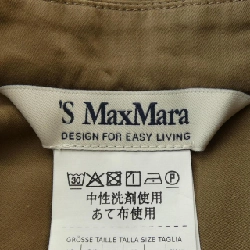 'S MaxMara
DESIGN FOR EASY LIVING
中性洗剤使用
あて布使用
GRÖSSE TAILLE TALLA SIZE TAGLIA